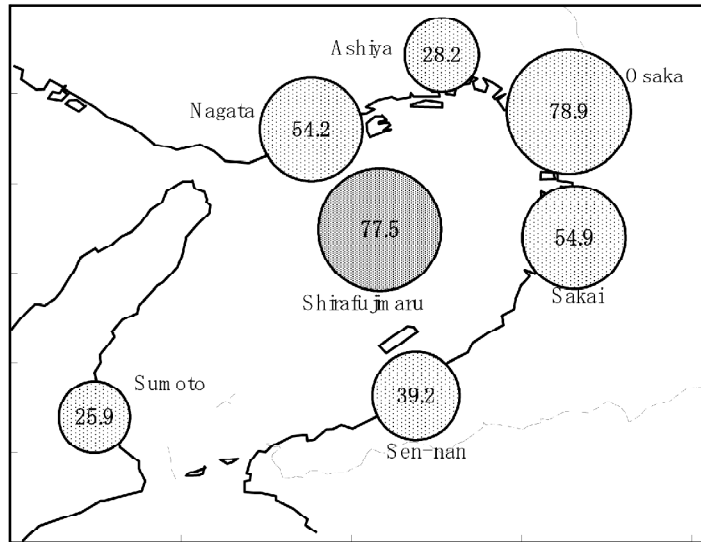 Ashiya
28.2
Osaka
78.9
Nagata
54.2
77.5
Shirafujimaru
54.9
Sakai
Sumoto
25.9
39.2
Sen-nan